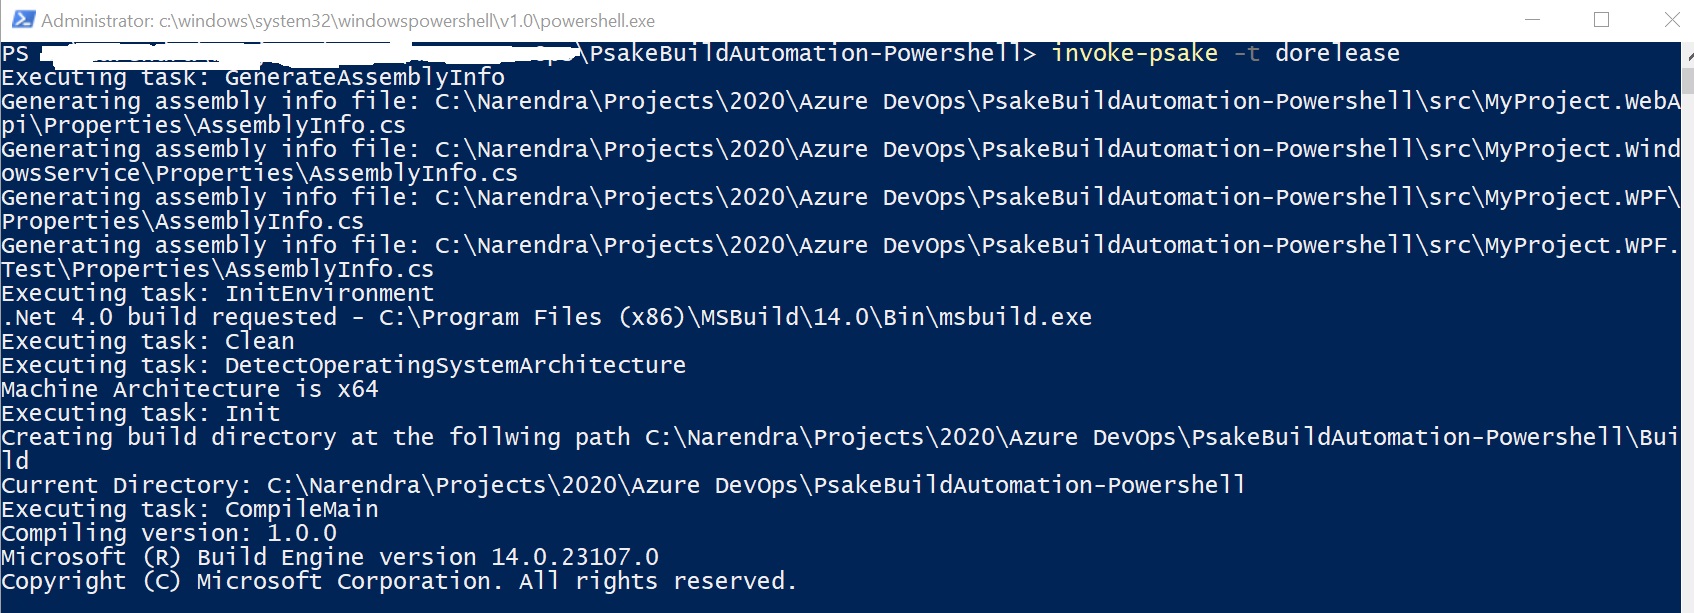 Administrator: c:\windows\system32\windowspowershell\v1.0\powershell.exe
PS \PsakeBuildAutomation-Powershell> invoke-psake -t dorelease
Executing task: GenerateAssemblyInfo
Generating assembly info file: C:\Narendra\Projects\2020\Azure DevOps\PsakeBuildAutomation-Powershell\src\MyProject.WebA
pi\Properties\AssemblyInfo.cs
Generating assembly info file: C:\Narendra\Projects\2020\Azure DevOps\PsakeBuildAutomation-Powershell\src\MyProject.Wind
owsService\Properties\AssemblyInfo.cs
Generating assembly info file: C:\Narendra\Projects\2020\Azure DevOps\PsakeBuildAutomation-Powershell\src\MyProject.WPF\
Properties\AssemblyInfo.cs
Generating assembly info file: C:\Narendra\Projects\2020\Azure DevOps\PsakeBuildAutomation-Powershell\src\MyProject.WPF.
Test\Properties\AssemblyInfo.cs
Executing task: InitEnvironment
.Net 4.0 build requested - C:\Program Files (x86)\MSBuild\14.0\Bin\msbuild.exe
Executing task: Clean
Executing task: DetectOperatingSystemArchitecture
Machine Architecture is x64
Executing task: Init
Creating build directory at the follwing path C:\Narendra\Projects\2020\Azure DevOps\PsakeBuildAutomation-Powershell\Bui
ld
Current Directory: C:\Narendra\Projects\2020\Azure DevOps\PsakeBuildAutomation-Powershell
Executing task: CompileMain
Compiling version: 1.0.0
Microsoft (R) Build Engine version 14.0.23107.0
Copyright (C) Microsoft Corporation. All rights reserved.